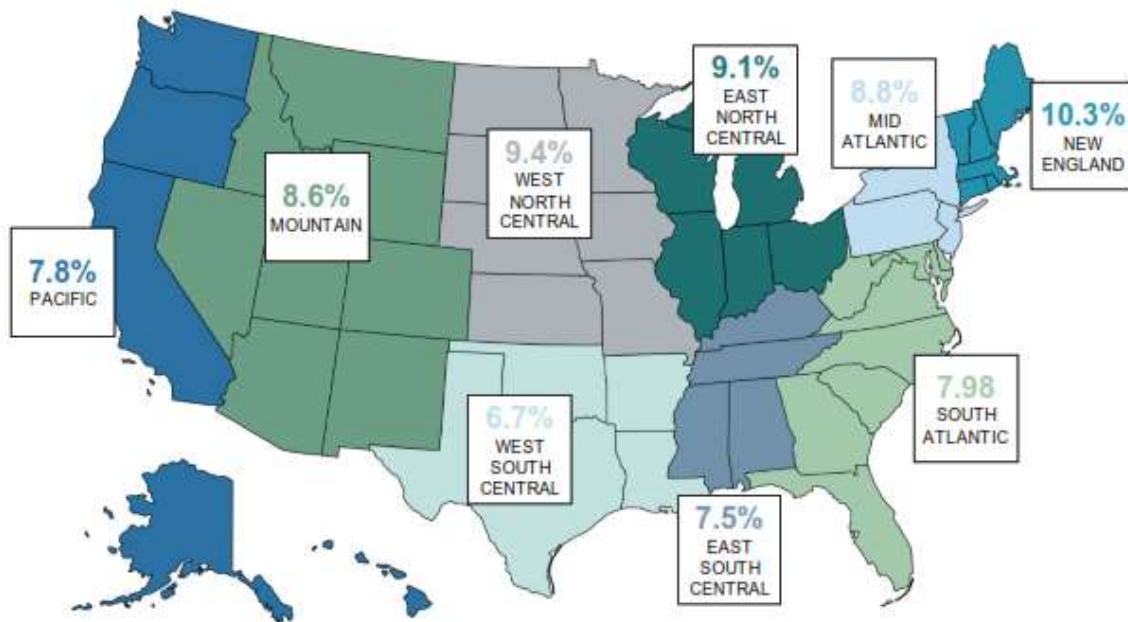 9.1%
EAST
NORTH
CENTRAL
8.8%
MID
ATLANTIC
10.3%
NEW
ENGLAND
9.4%
WEST
NORTH
CENTRAL
8.6%
MOUNTAIN
7.8%
PACIFIC
7.98
SOUTH
ATLANTIC
6.7%
WEST
SOUTH
CENTRAL
7.5%
EAST
SOUTH
CENTRAL